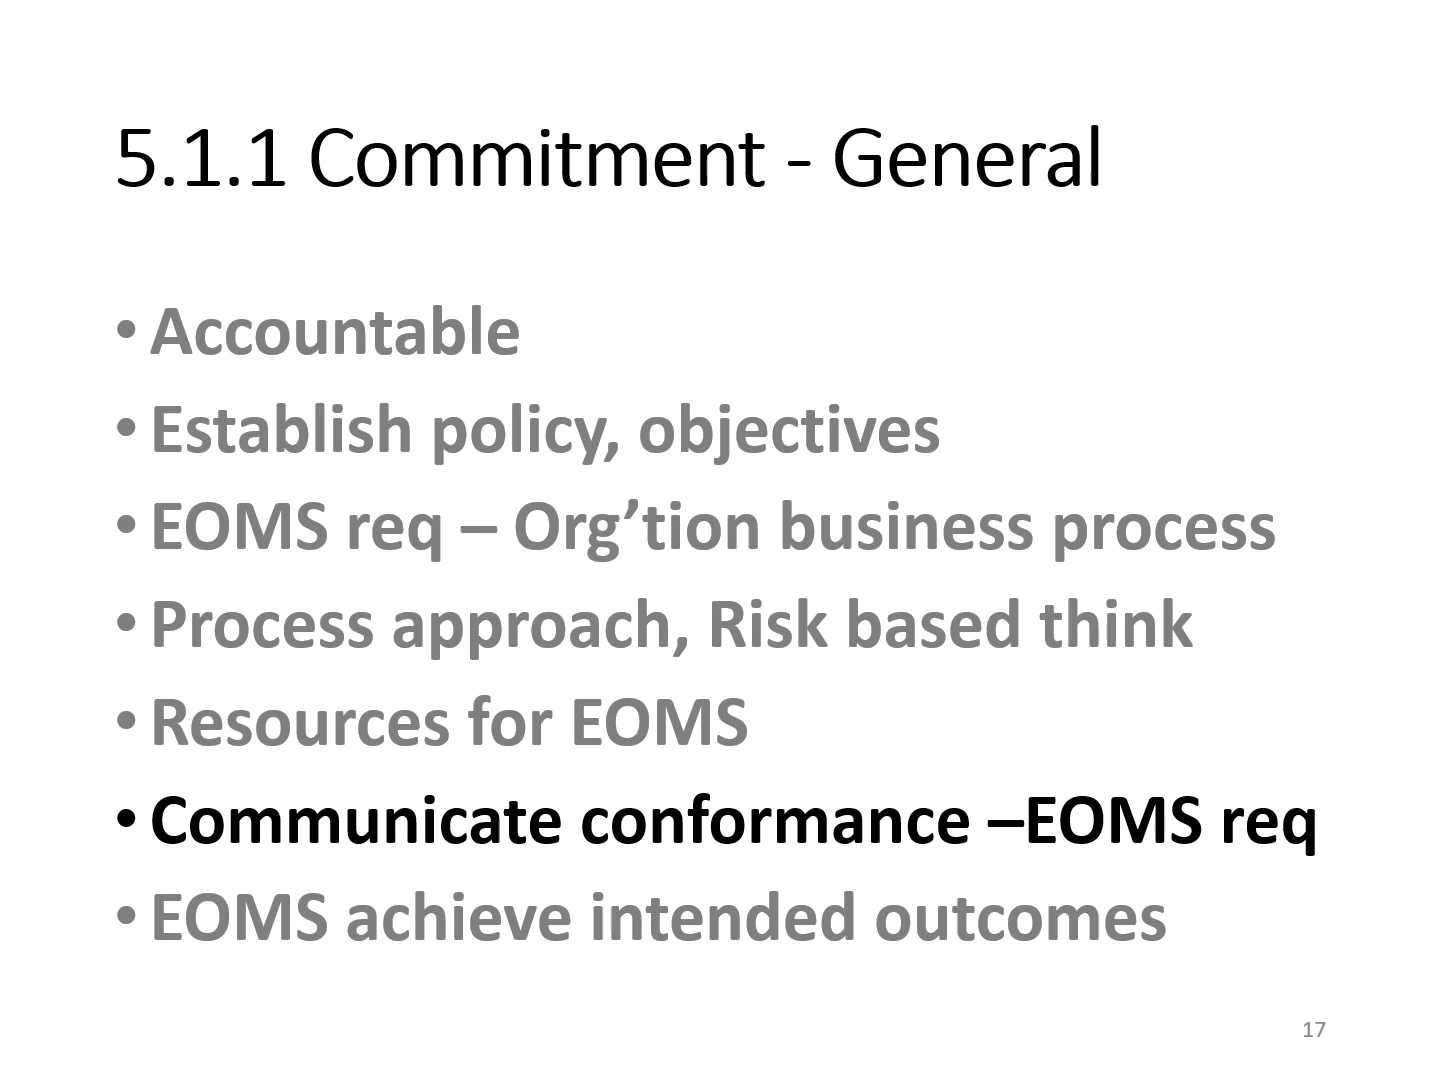 5.1.1 Commitment - General
• Accountable
• Establish policy, objectives
• EOMS req – Org’tion business process
• Process approach, Risk based think
• Resources for EOMS
• Communicate conformance –EOMS req
• EOMS achieve intended outcomes
17